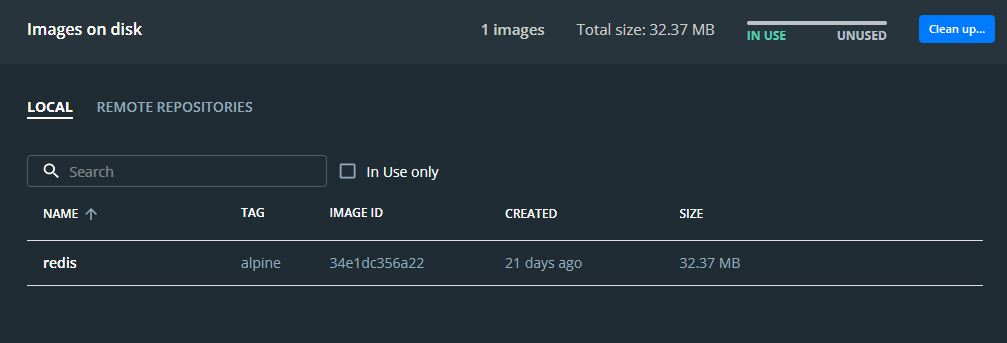 Images on disk 1 images Total size: 32.37 MB IN USE UNUSED Clean up...
LOCAL REMOTE REPOSITORIES
Search In Use only
NAME TAG IMAGE ID CREATED SIZE
redis alpine 34e1dc356a22 21 days ago 32.37 MB